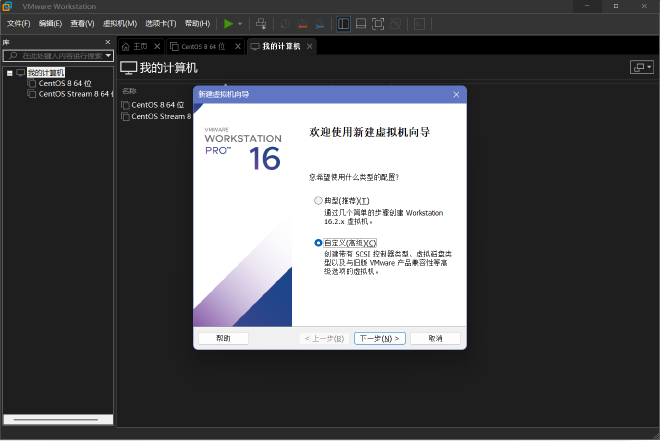 VMware Workstation
文件(F) 编辑(E) 查看(V) 虚拟机(M) 选项卡(T) 帮助(H)
库
在此处键入内容进行搜索
我的计算机
CentOS 8 64 位
CentOS Stream 8 64
主页
CentOS 8 64 位
我的计算机
我的计算机
名称
CentOS 8 64 位
CentOS Stream 8
新建虚拟机向导
VMWARE
WORKSTATION
PRO™ 16
欢迎使用新建虚拟机向导
您希望使用什么类型的配置?
典型(推荐)(T)
通过几个简单的步骤创建 Workstation
16.2.x 虚拟机。
自定义(高级)(C)
创建带有 SCSI 控制器类型、虚拟磁盘类
型以及与旧版 VMware 产品兼容性等高
级选项的虚拟机。
帮助
< 上一步(B)
下一步(N) >
取消